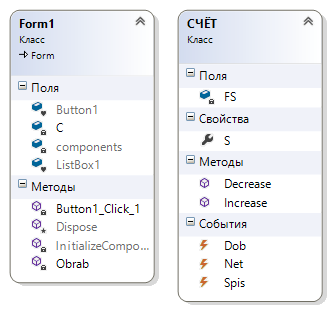 Form1
Класс
Form
Поля
Button1
C
components
ListBox1
Методы
Button1_Click_1
Dispose
InitializeCompo...
Obrab
СЧЁТ
Класс
Поля
FS
Свойства
S
Методы
Decrease
Increase
События
Dob
Net
Spis